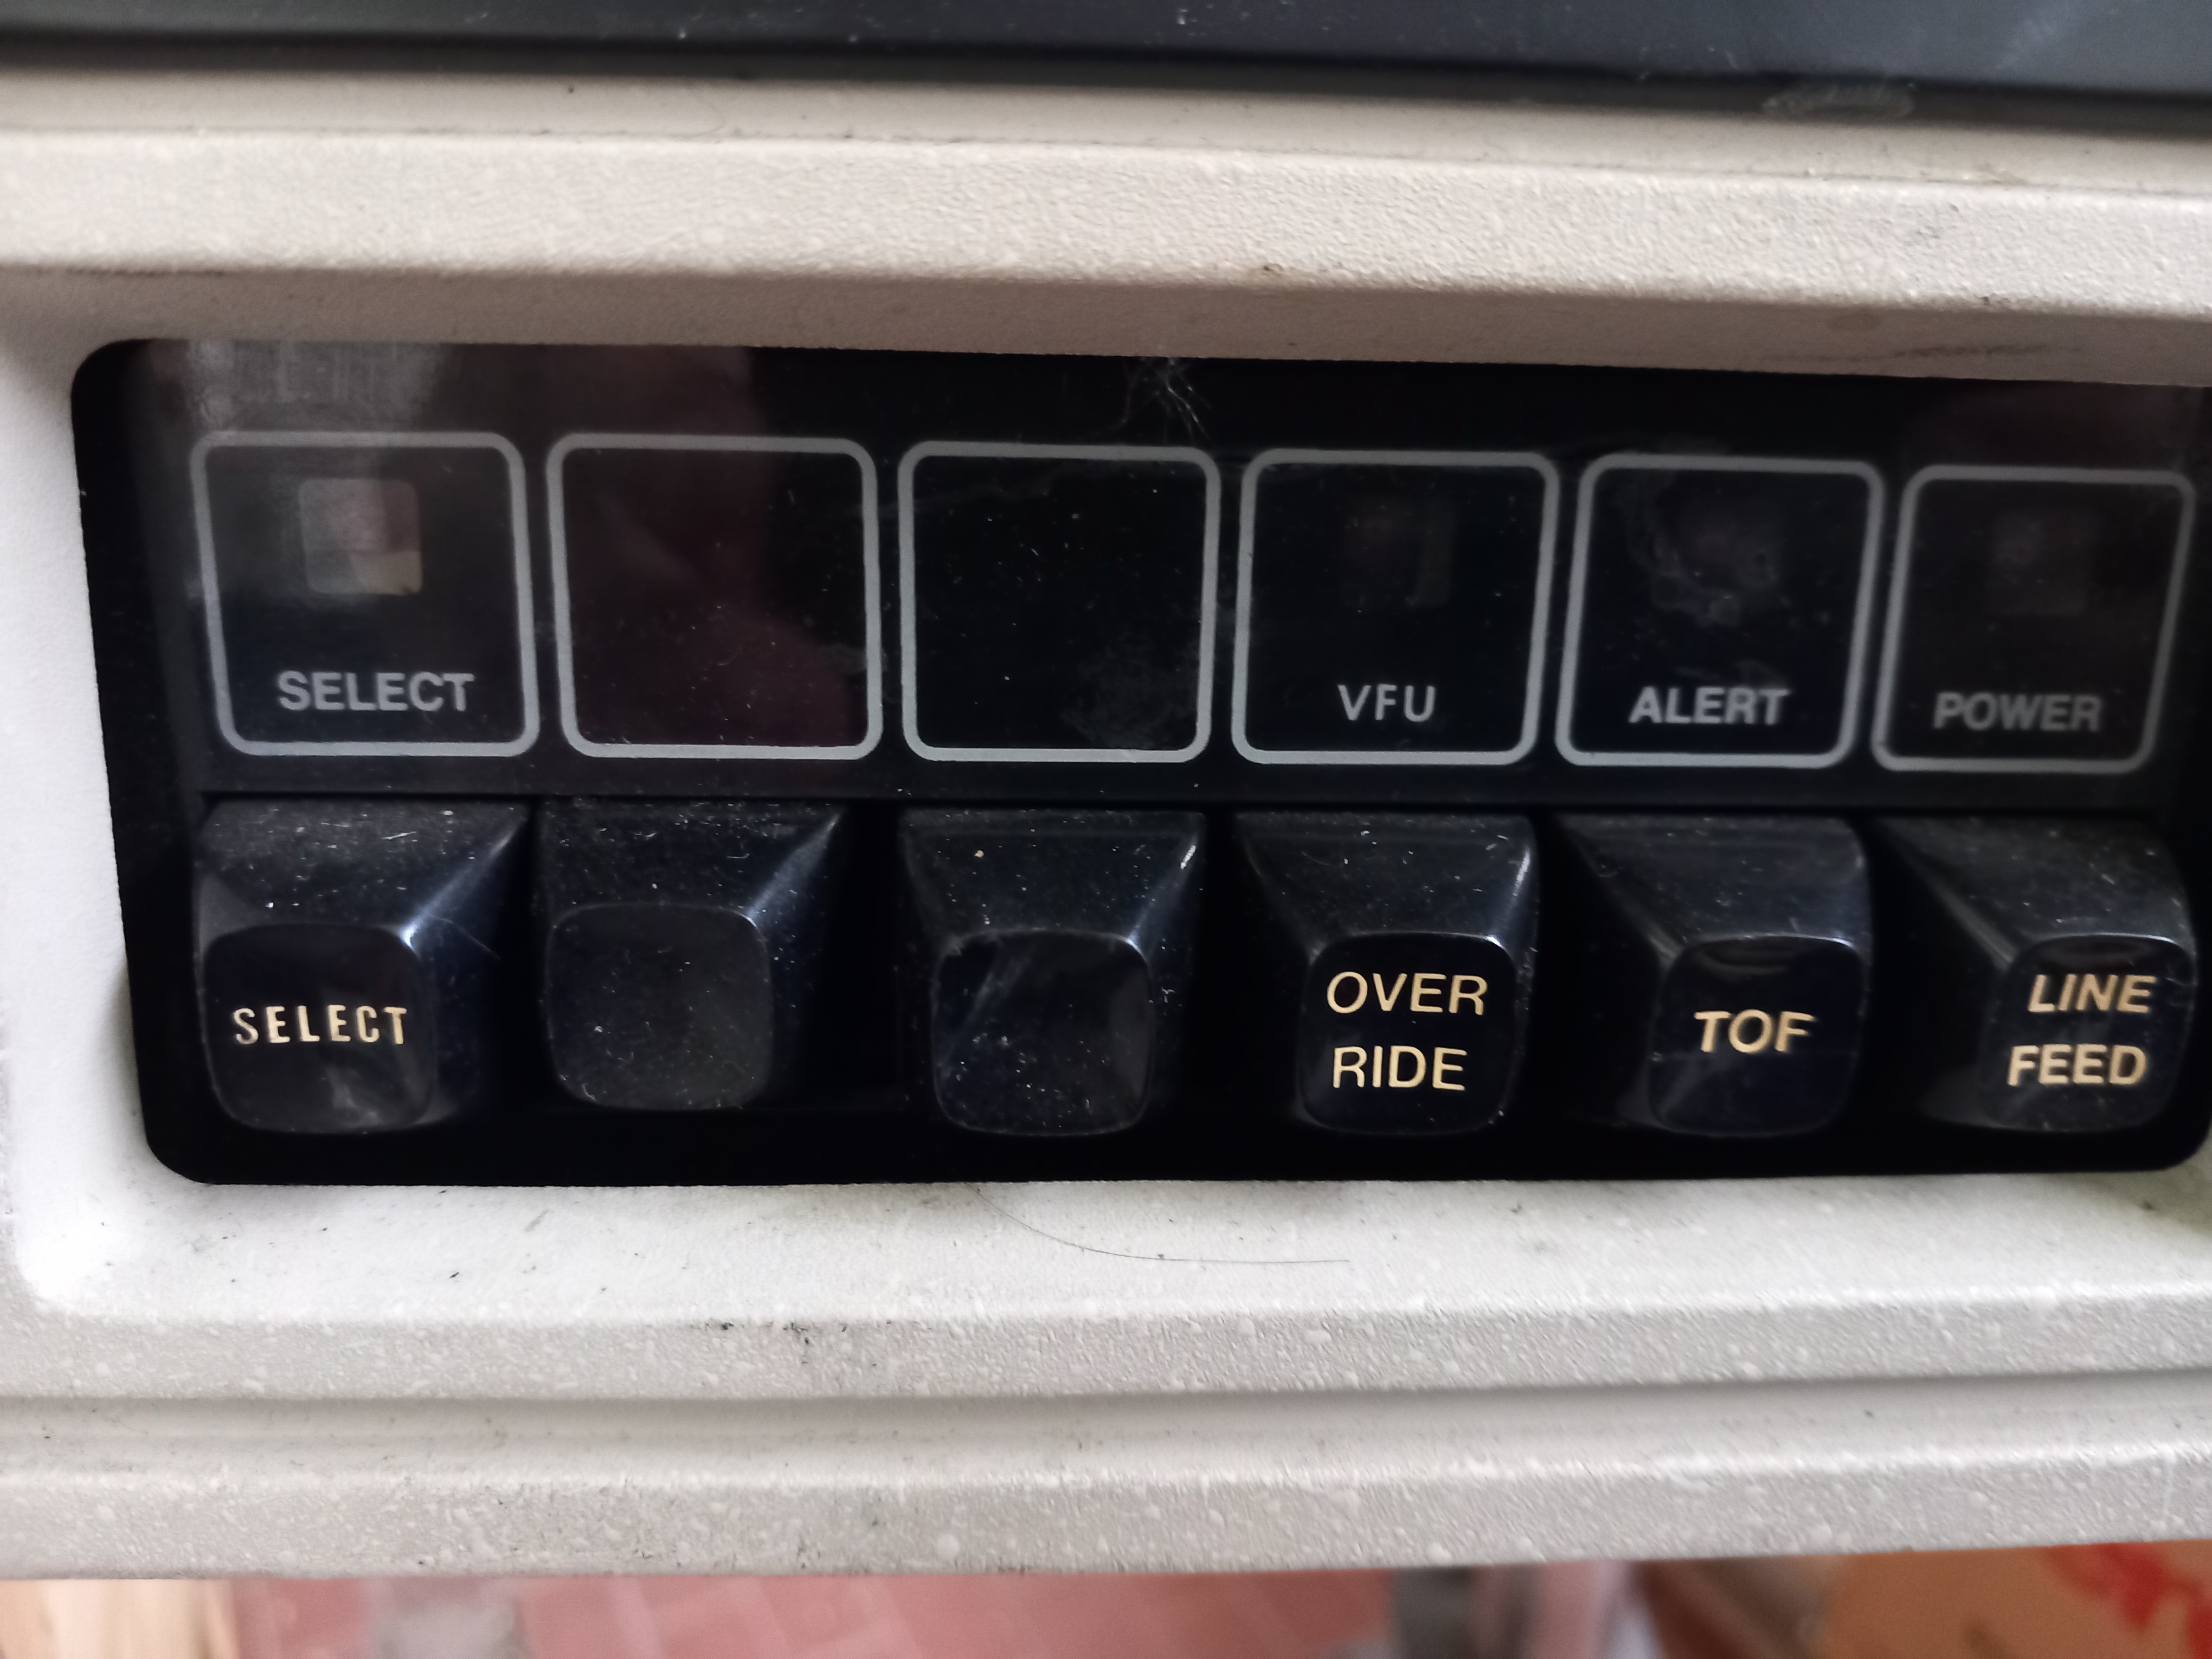 SELECT
VFU
ALERT
POWER
SELECT
OVER
RIDE
TOF
LINE
FEED